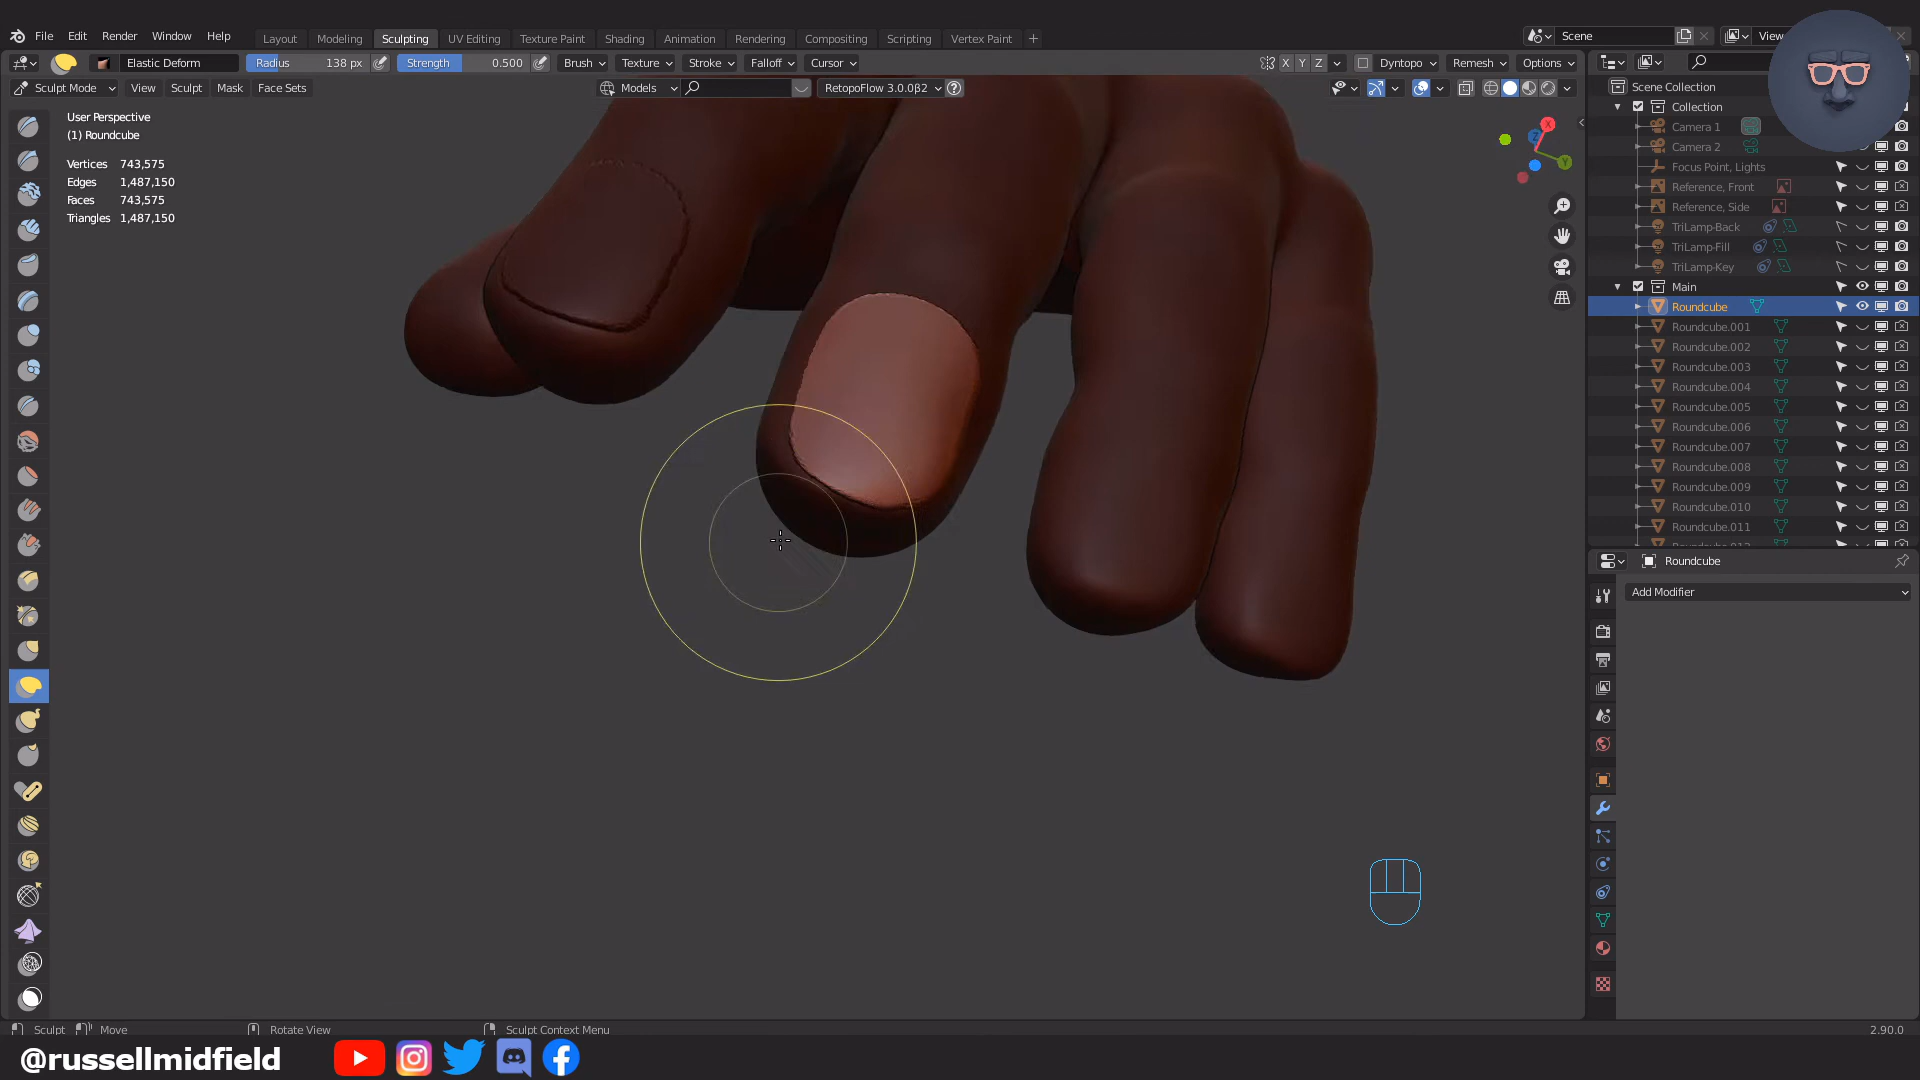 File Edit Render Window Help
Layout Modeling Sculpting UV Editing Texture Paint Shading Animation Rendering Compositing Scripting Vertex Paint +
Scene
View
Elastic Deform
Radius 138 px
Strength 0.500
Brush Texture Stroke Falloff Cursor
X Y Z
Dyntopo Remesh Options
Sculpt Mode View Sculpt Mask Face Sets
Models
RetopoFlow 3.0.0β2
User Perspective
(1) Roundcube
Vertices 743,575
Edges 1,487,150
Faces 743,575
Triangles 1,487,150
X
Y
Z
Scene Collection
Collection
Camera 1
Camera 2
Focus Point, Lights
Reference, Front
Reference, Side
TriLamp-Back
TriLamp-Fill
TriLamp-Key
Main
Roundcube
Roundcube.001
Roundcube.002
Roundcube.003
Roundcube.004
Roundcube.005
Roundcube.006
Roundcube.007
Roundcube.008
Roundcube.009
Roundcube.010
Roundcube.011
Roundcube
Add Modifier
Sculpt Move Rotate View Sculpt Context Menu
2.90.0
@russellmidfield